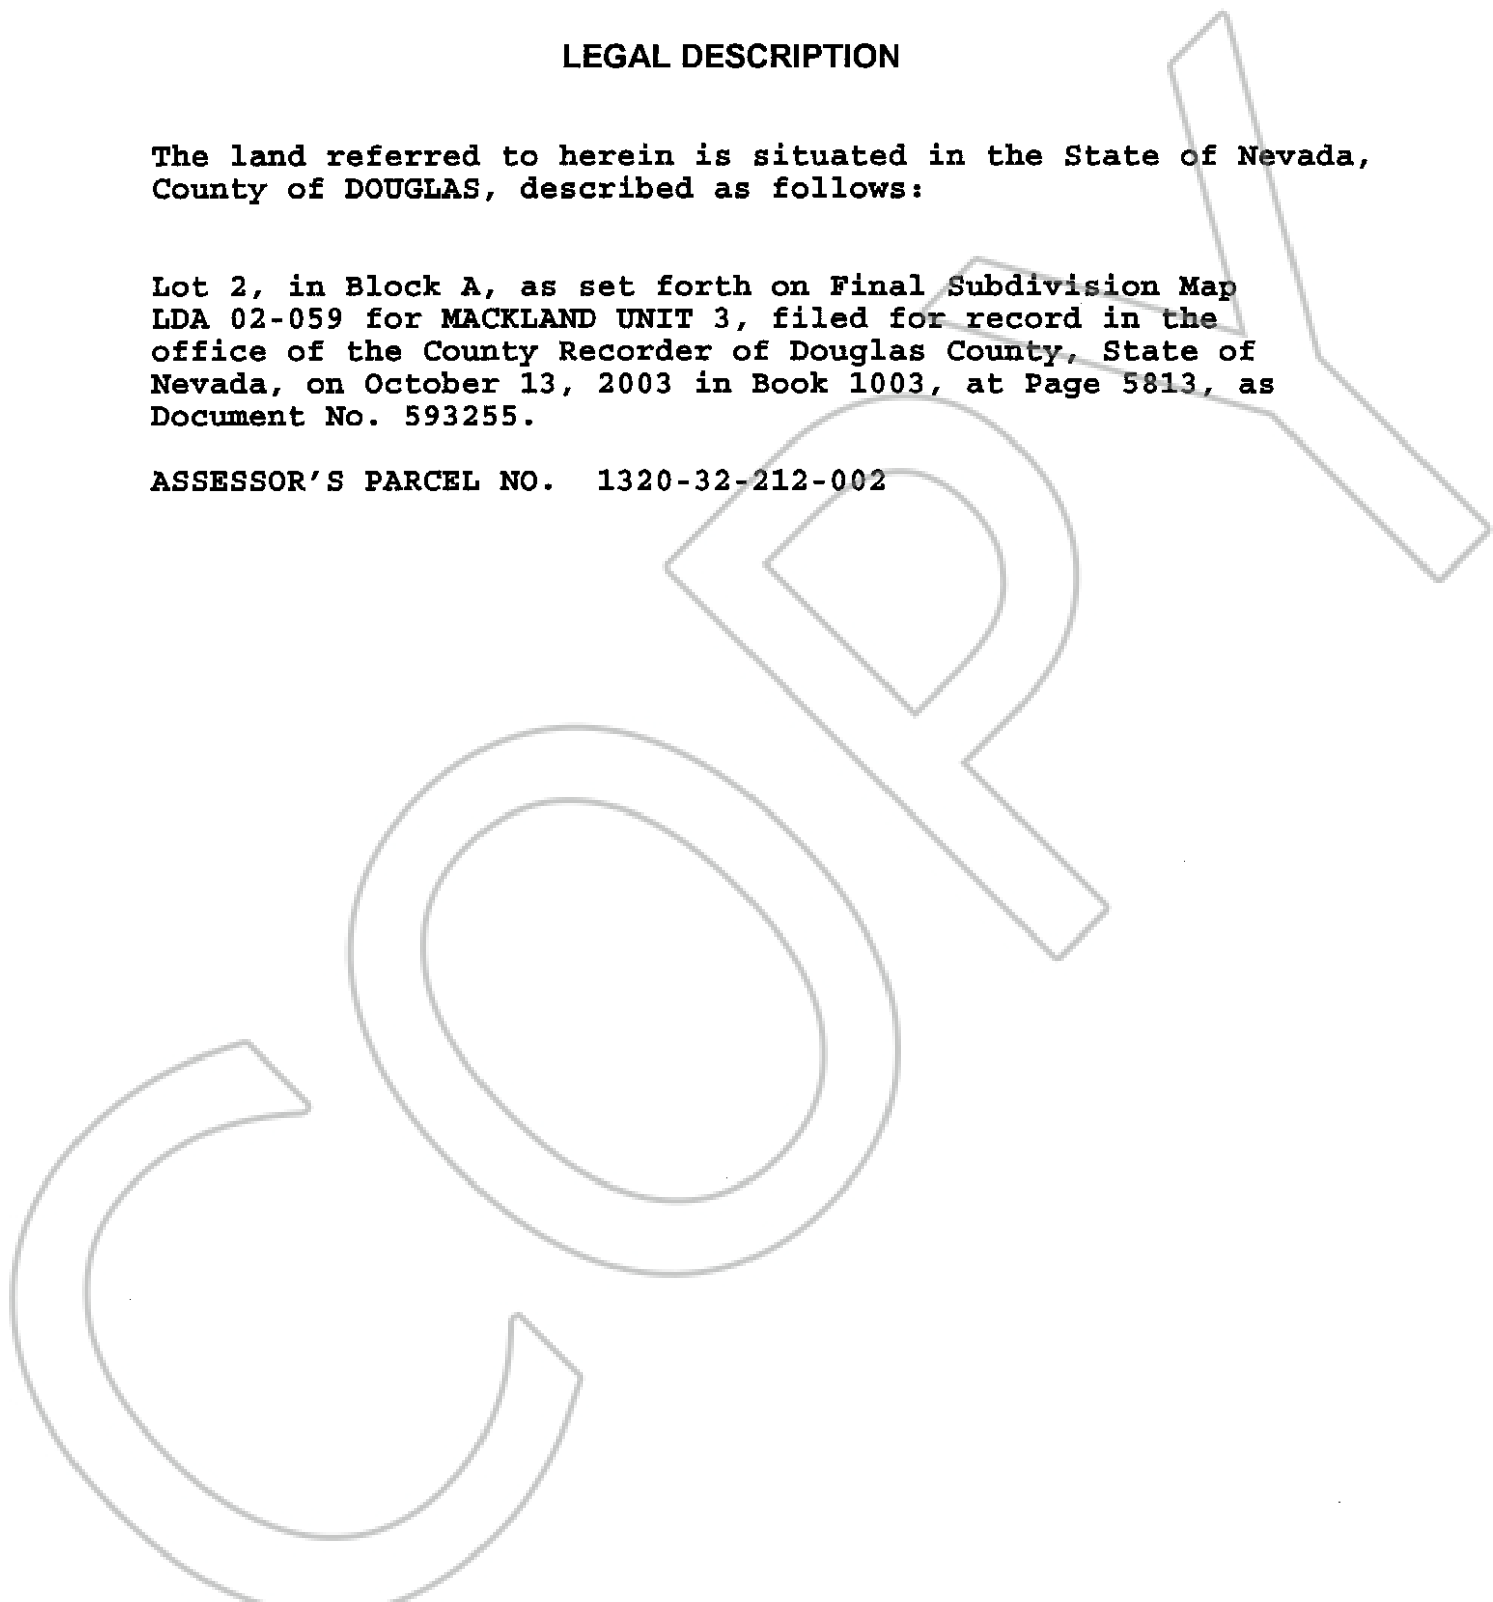 LEGAL DESCRIPTION
The land referred to herein is situated in the State of Nevada,
County of DOUGLAS, described as follows:
Lot 2, in Block A, as set forth on Final Subdivision Map
LDA 02-059 for MACKLAND UNIT 3, filed for record in the
office of the County Recorder of Douglas County, State of
Nevada, on October 13, 2003 in Book 1003, at Page 5813, as
Document No. 593255.
ASSESSOR'S PARCEL NO.  1320-32-212-002
COPY